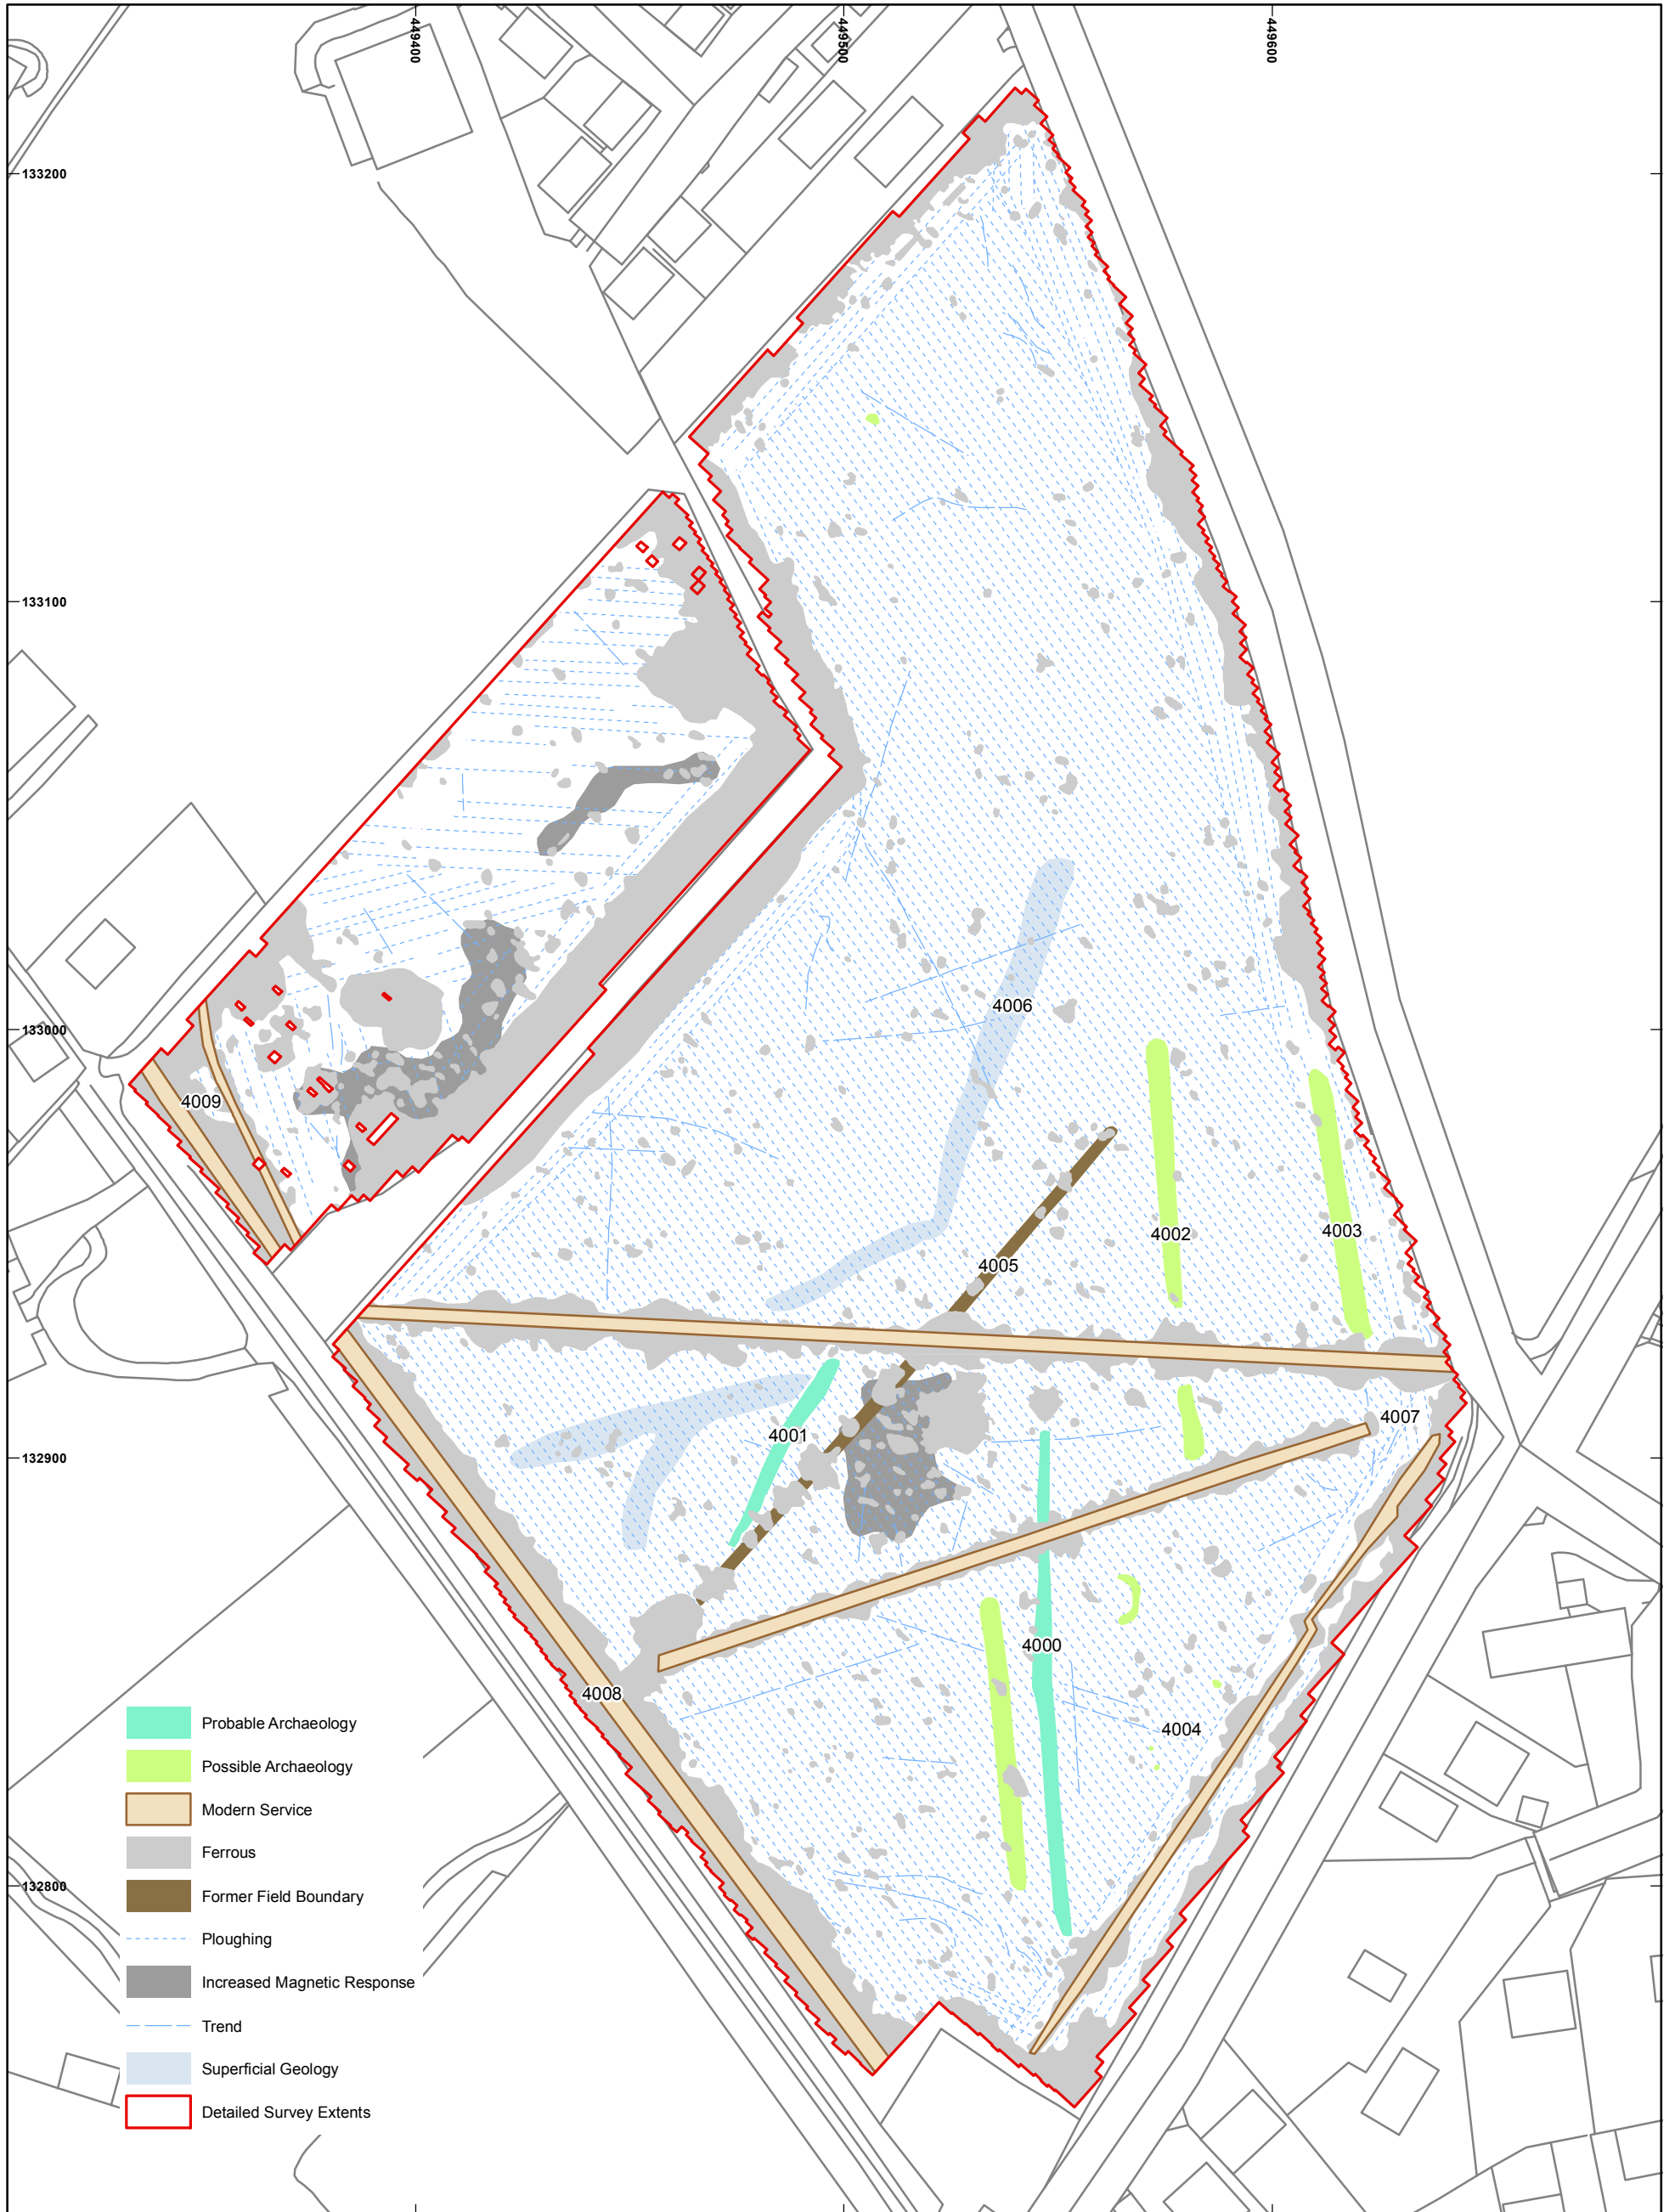 449400
449500
449600
133200
133100
133000
4006
4009
4002
4003
4005
4007
4001
132900
4000
4008
4004
132800
Probable Archaeology
Possible Archaeology
Modern Service
Ferrous
Former Field Boundary
Ploughing
Increased Magnetic Response
Trend
Superficial Geology
Detailed Survey Extents